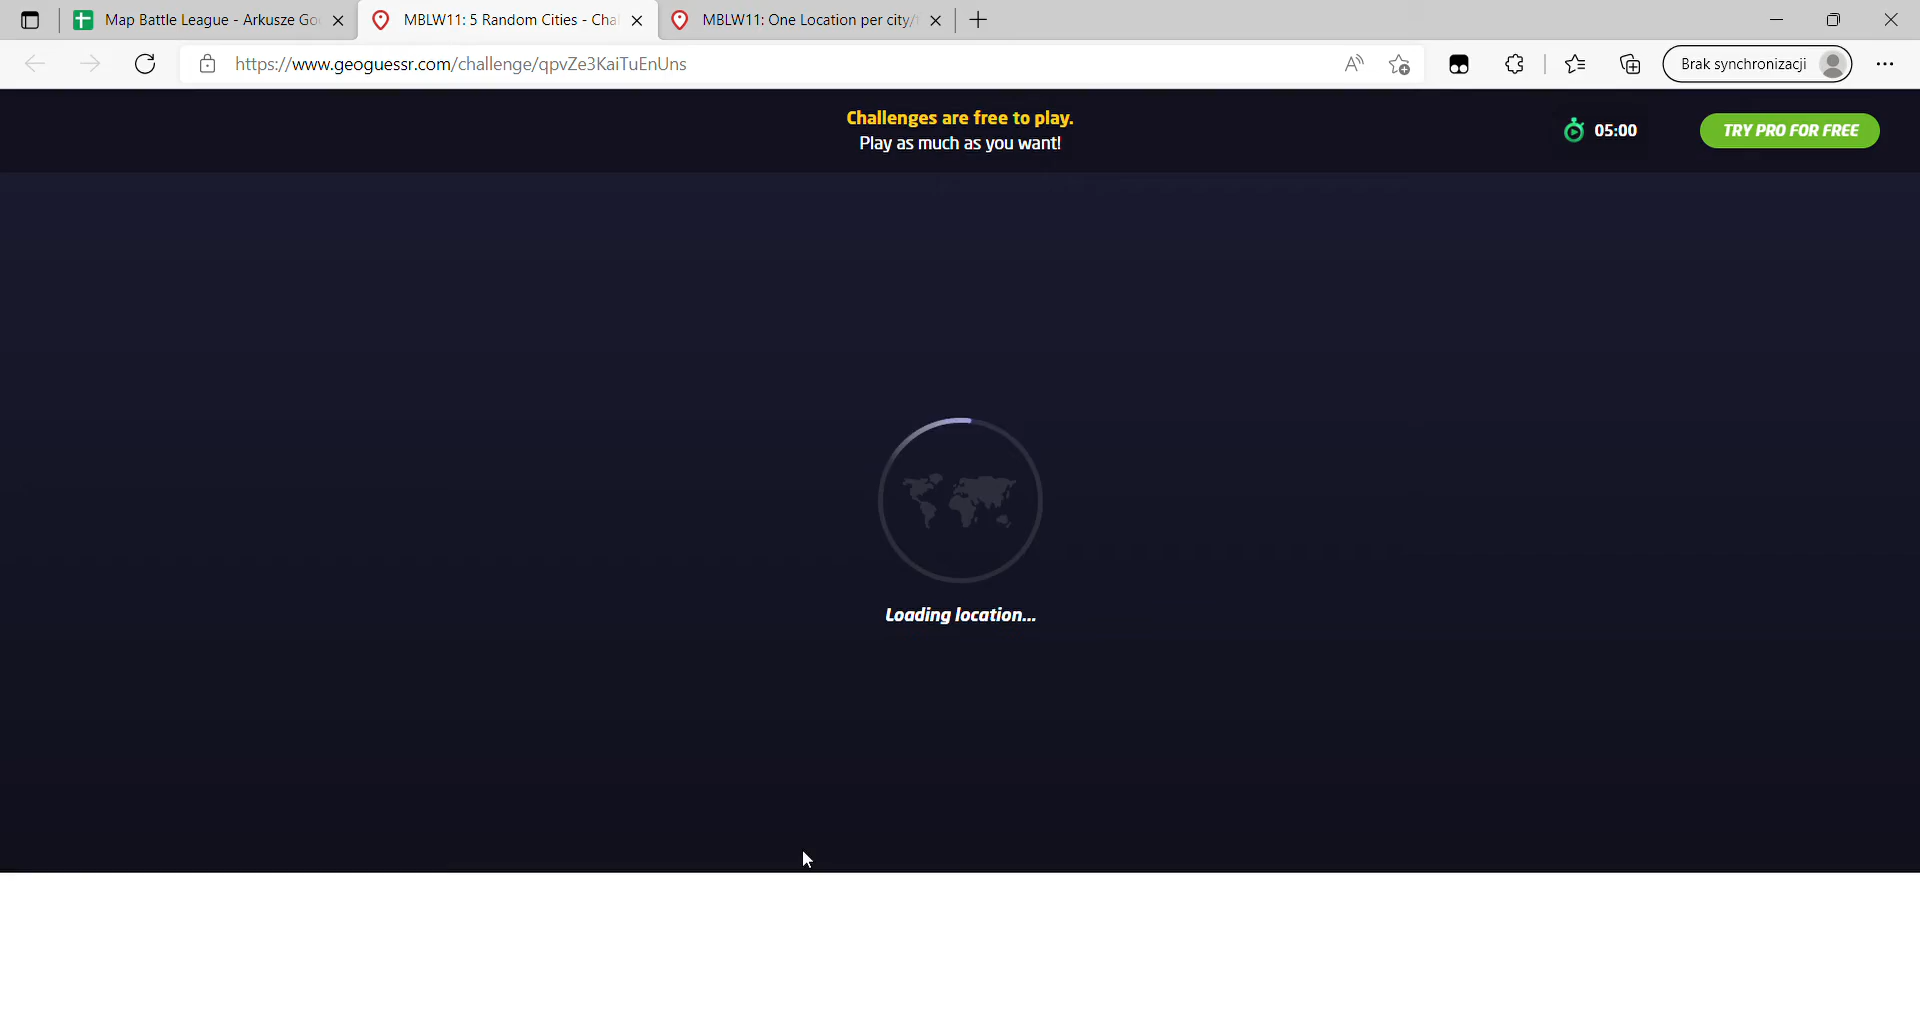 Map Battle League - Arkusze Go
MBLW11: 5 Random Cities - Chal
MBLW11: One Location per city/
https://www.geoguessr.com/challenge/qpvZe3KaiTuEnUns
Brak synchronizacji
Challenges are free to play.
Play as much as you want!
05:00
TRY PRO FOR FREE
Loading location...